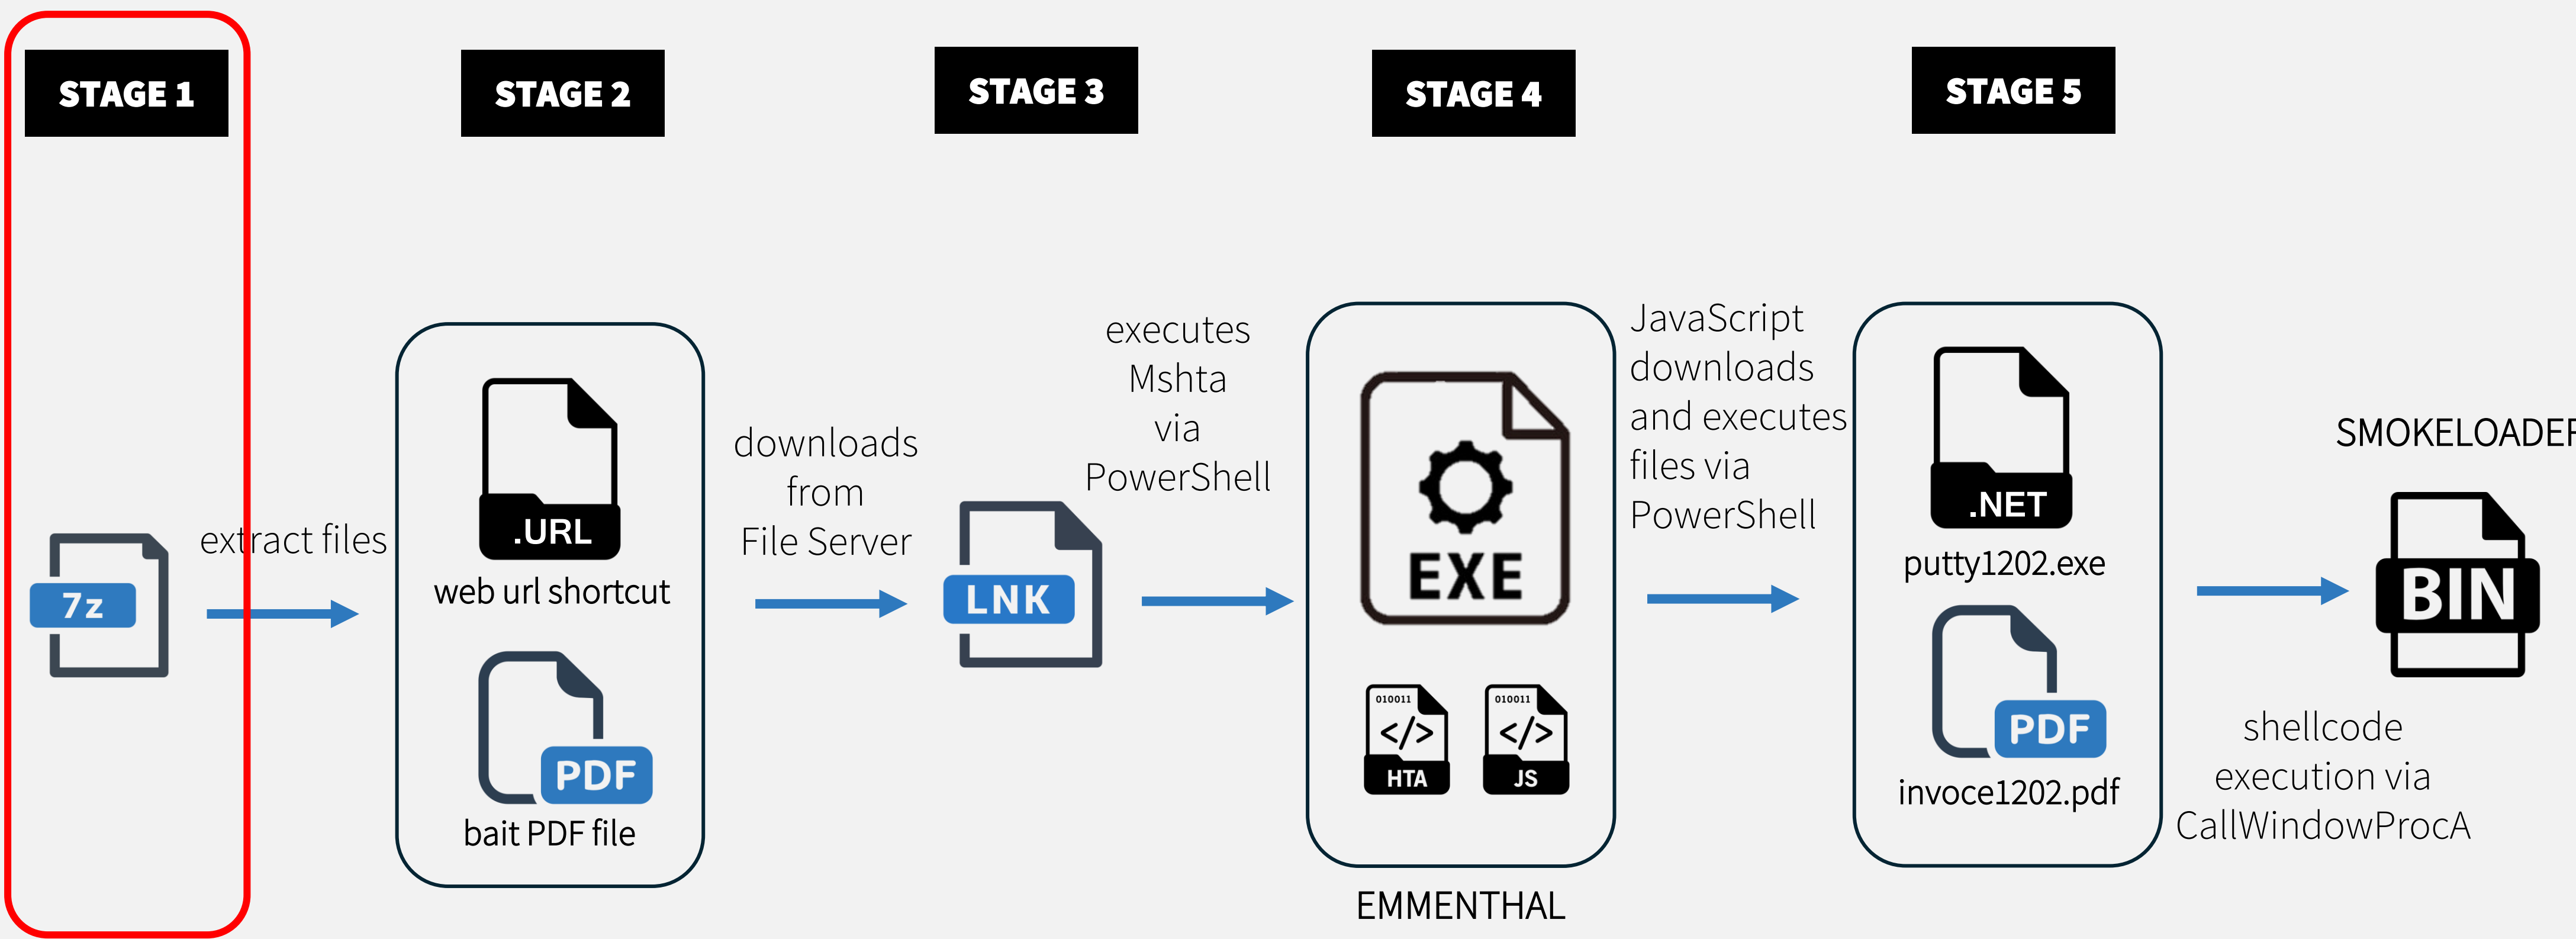 STAGE 1
STAGE 2
STAGE 3
STAGE 4
STAGE 5
7z
extract files
.URL
web url shortcut
PDF
bait PDF file
downloads
from
File Server
LNK
executes
Mshta
via
PowerShell
EXE
010011
</>
HTA
010011
</>
JS
EMMENTHAL
JavaScript
downloads
and executes
files via
PowerShell
.NET
putty1202.exe
PDF
invoce1202.pdf
SMOKELOADER
BIN
shellcode
execution via
CallWindowProcA